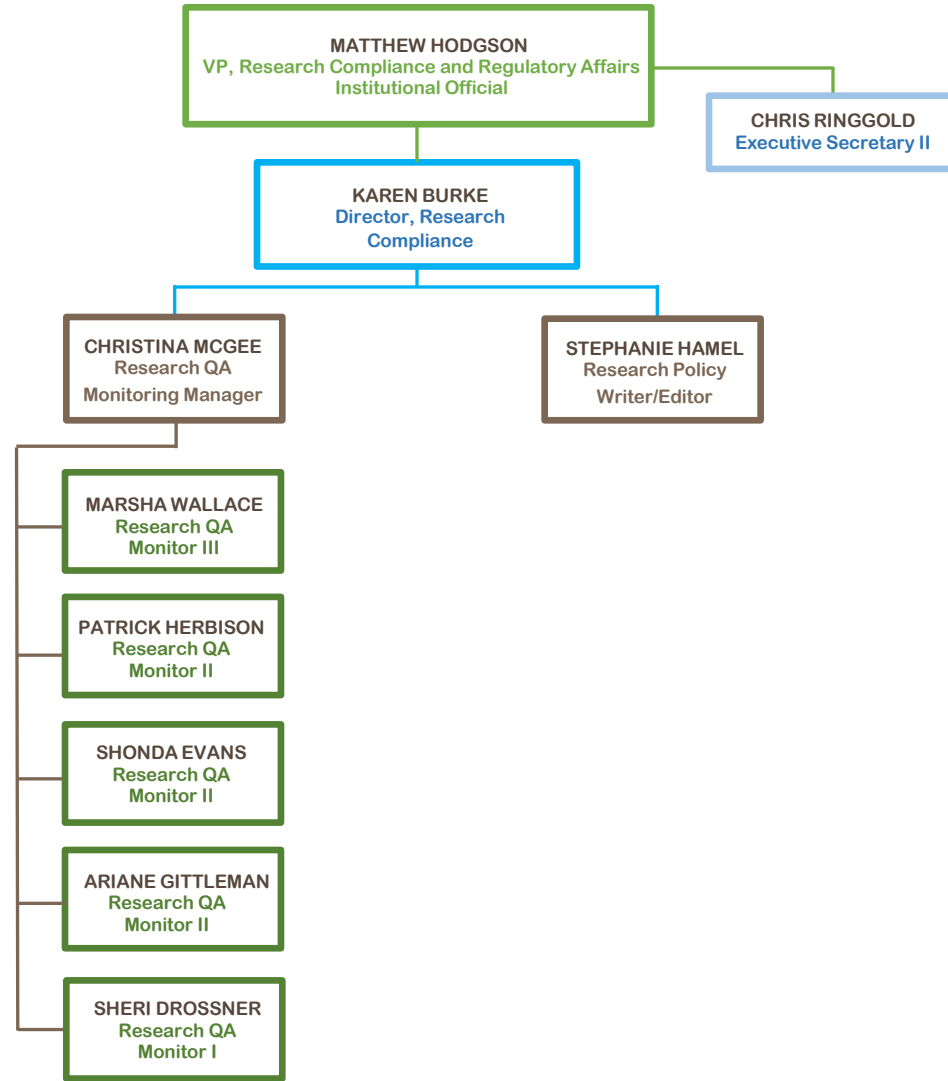 MATTHEW HODGSON
VP, Research Compliance and Regulatory Affairs
Institutional Official
CHRIS RINGGOLD
Executive Secretary II
KAREN BURKE
Director, Research
Compliance
CHRISTINA MCGEE
Research QA
Monitoring Manager
STEPHANIE HAMEL
Research Policy
Writer/Editor
MARSHA WALLACE
Research QA
Monitor III
PATRICK HERBISON
Research QA
Monitor II
SHONDA EVANS
Research QA
Monitor II
ARIANE GITTLEMAN
Research QA
Monitor II
SHERI DROSSNER
Research QA
Monitor I